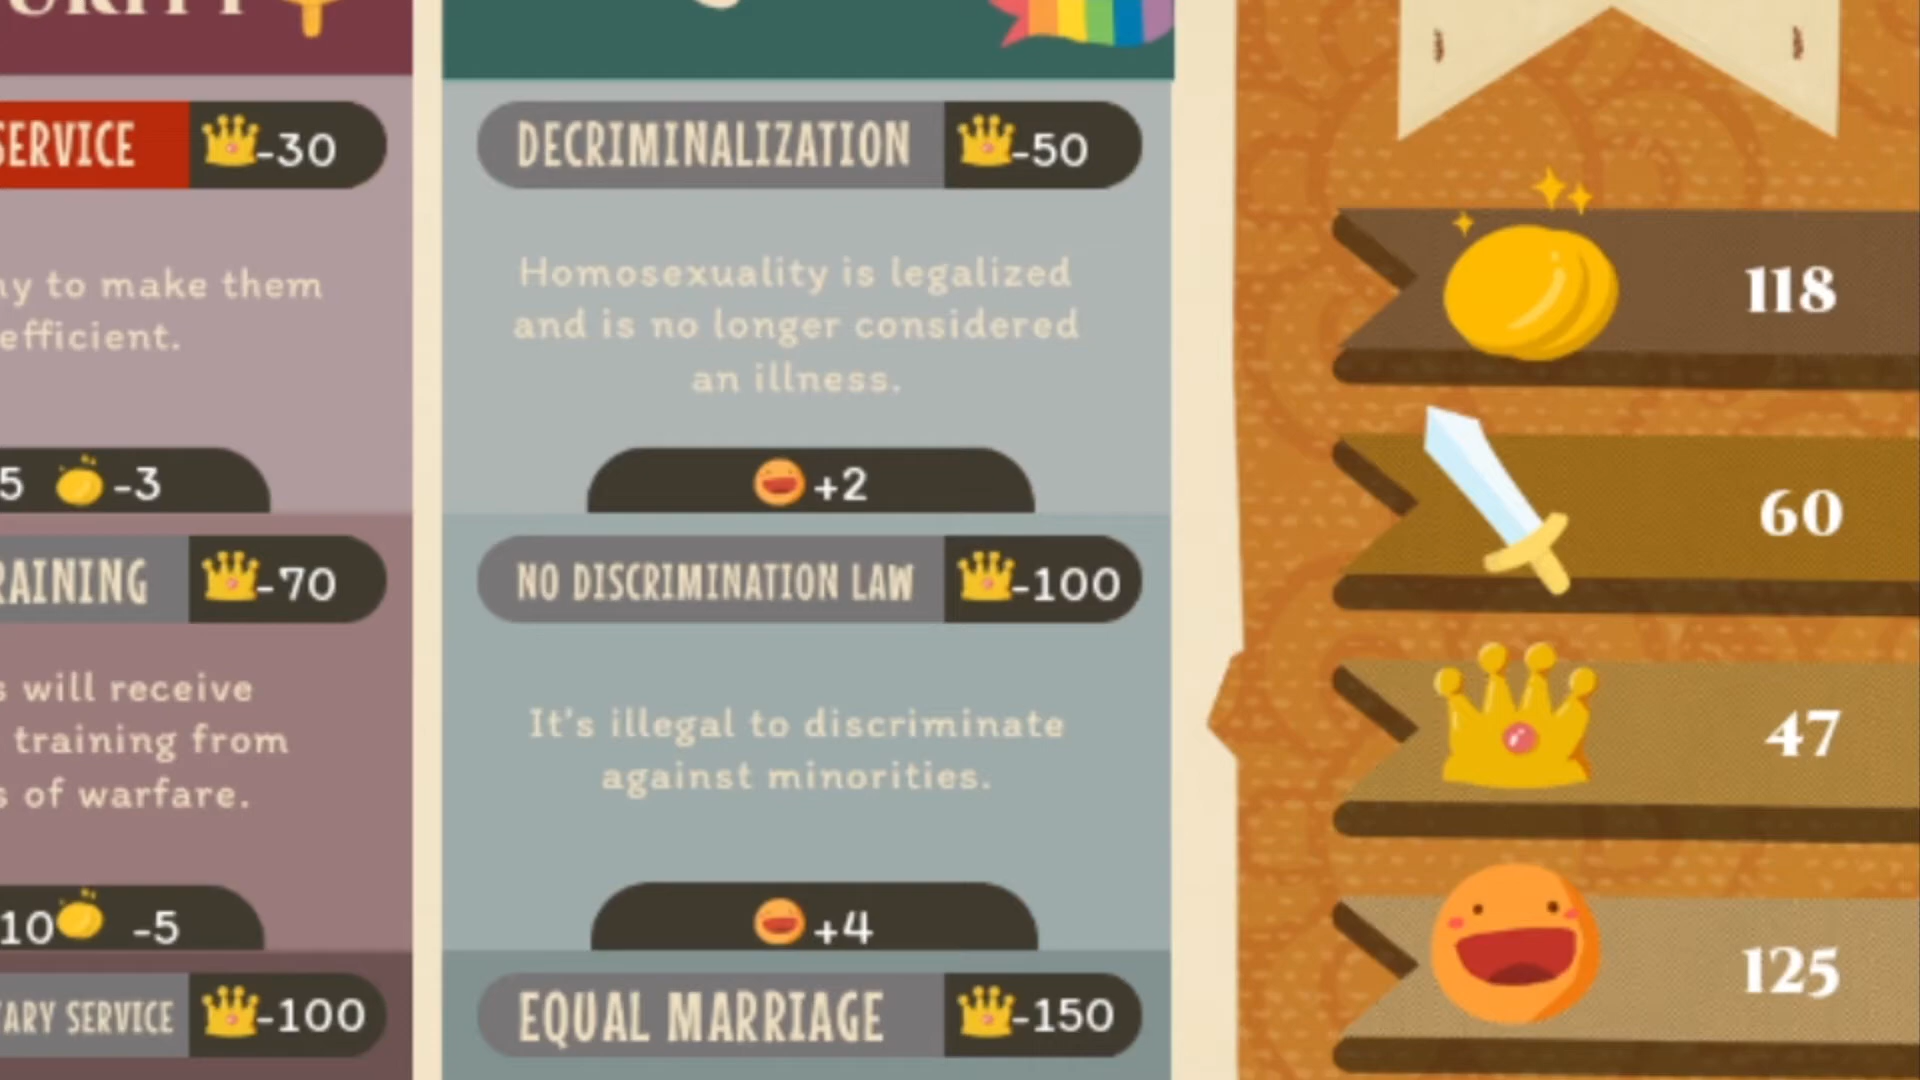 SERVICE
-30
to make them
efficient.
5 -3
-70
will receive
training from
of warfare.
10 -5
SERVICE
-100
DECRIMINALIZATION
-50
Homosexuality is legalized
and is no longer considered
an illness.
+2
NO DISCRIMINATION LAW
-100
It's illegal to discriminate
against minorities.
+4
EQUAL MARRIAGE
-150
118
60
47
125